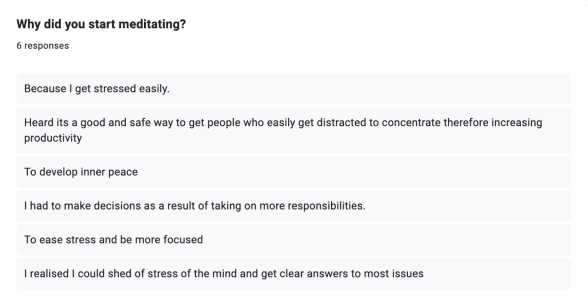 Why did you start meditating?
6 responses
Because I get stressed easily.
Heard its a good and safe way to get people who easily get distracted to concentrate therefore increasing
productivity
To develop inner peace
I had to make decisions as a result of taking on more responsibilities.
To ease stress and be more focused
I realised I could shed of stress of the mind and get clear answers to most issues